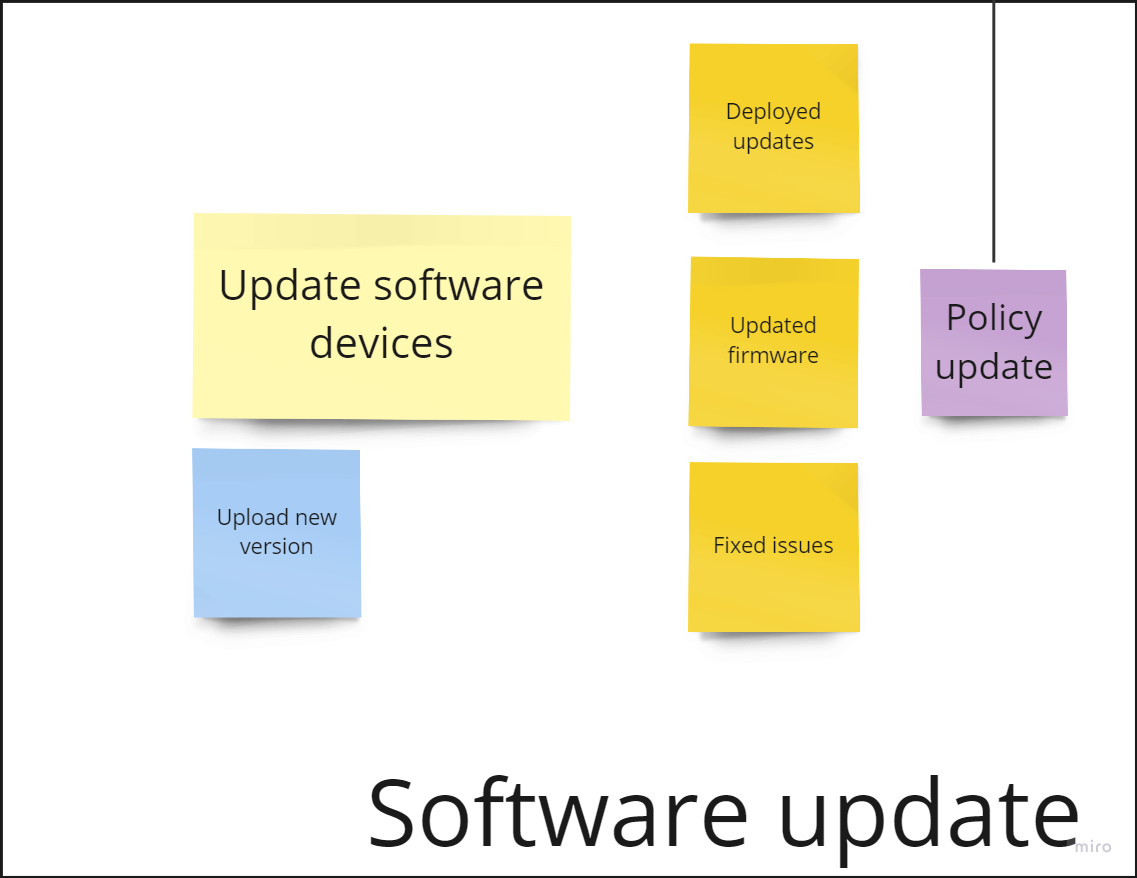 Deployed
updates
Update software
devices
Updated
firmware
Policy
update
Upload new
version
Fixed issues
Software update
miro